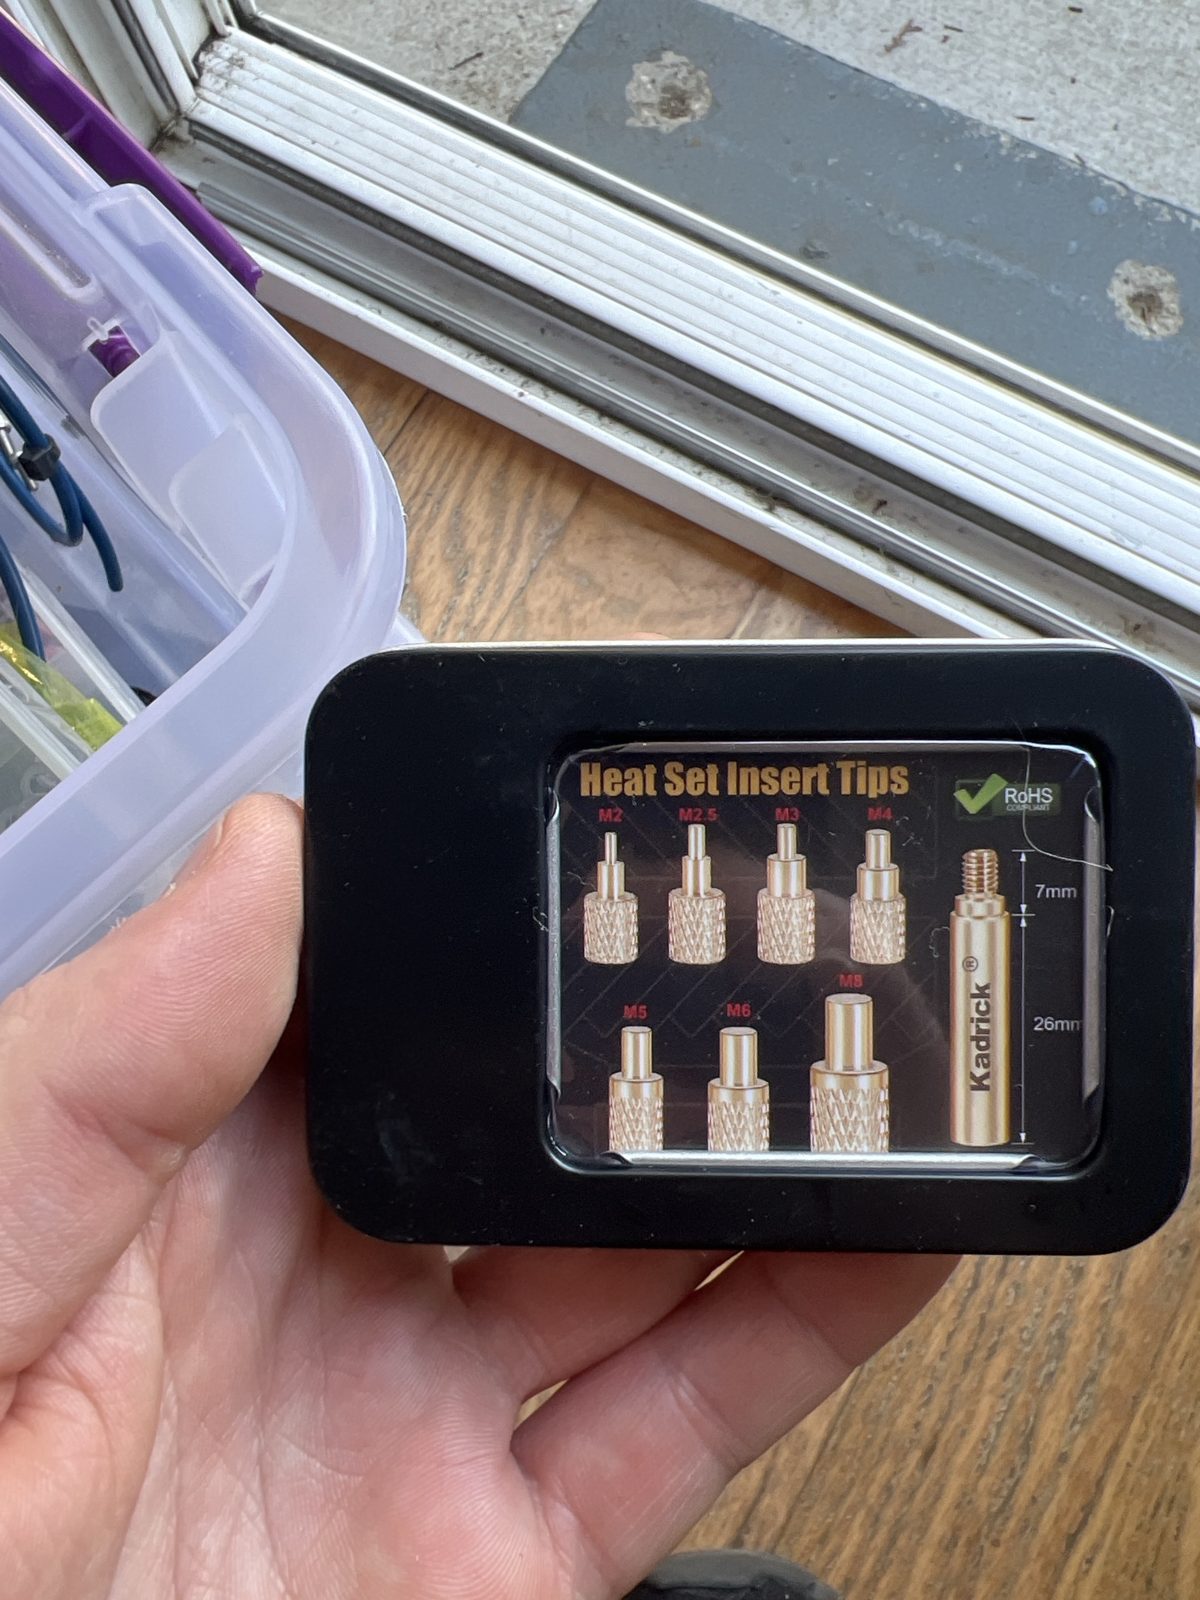 Heat Set Insert Tips
RoHS
COMPLIANT
M2 M2.5 M3 M4
7mm
M5 M6 M8
Kadrick ®
26mm